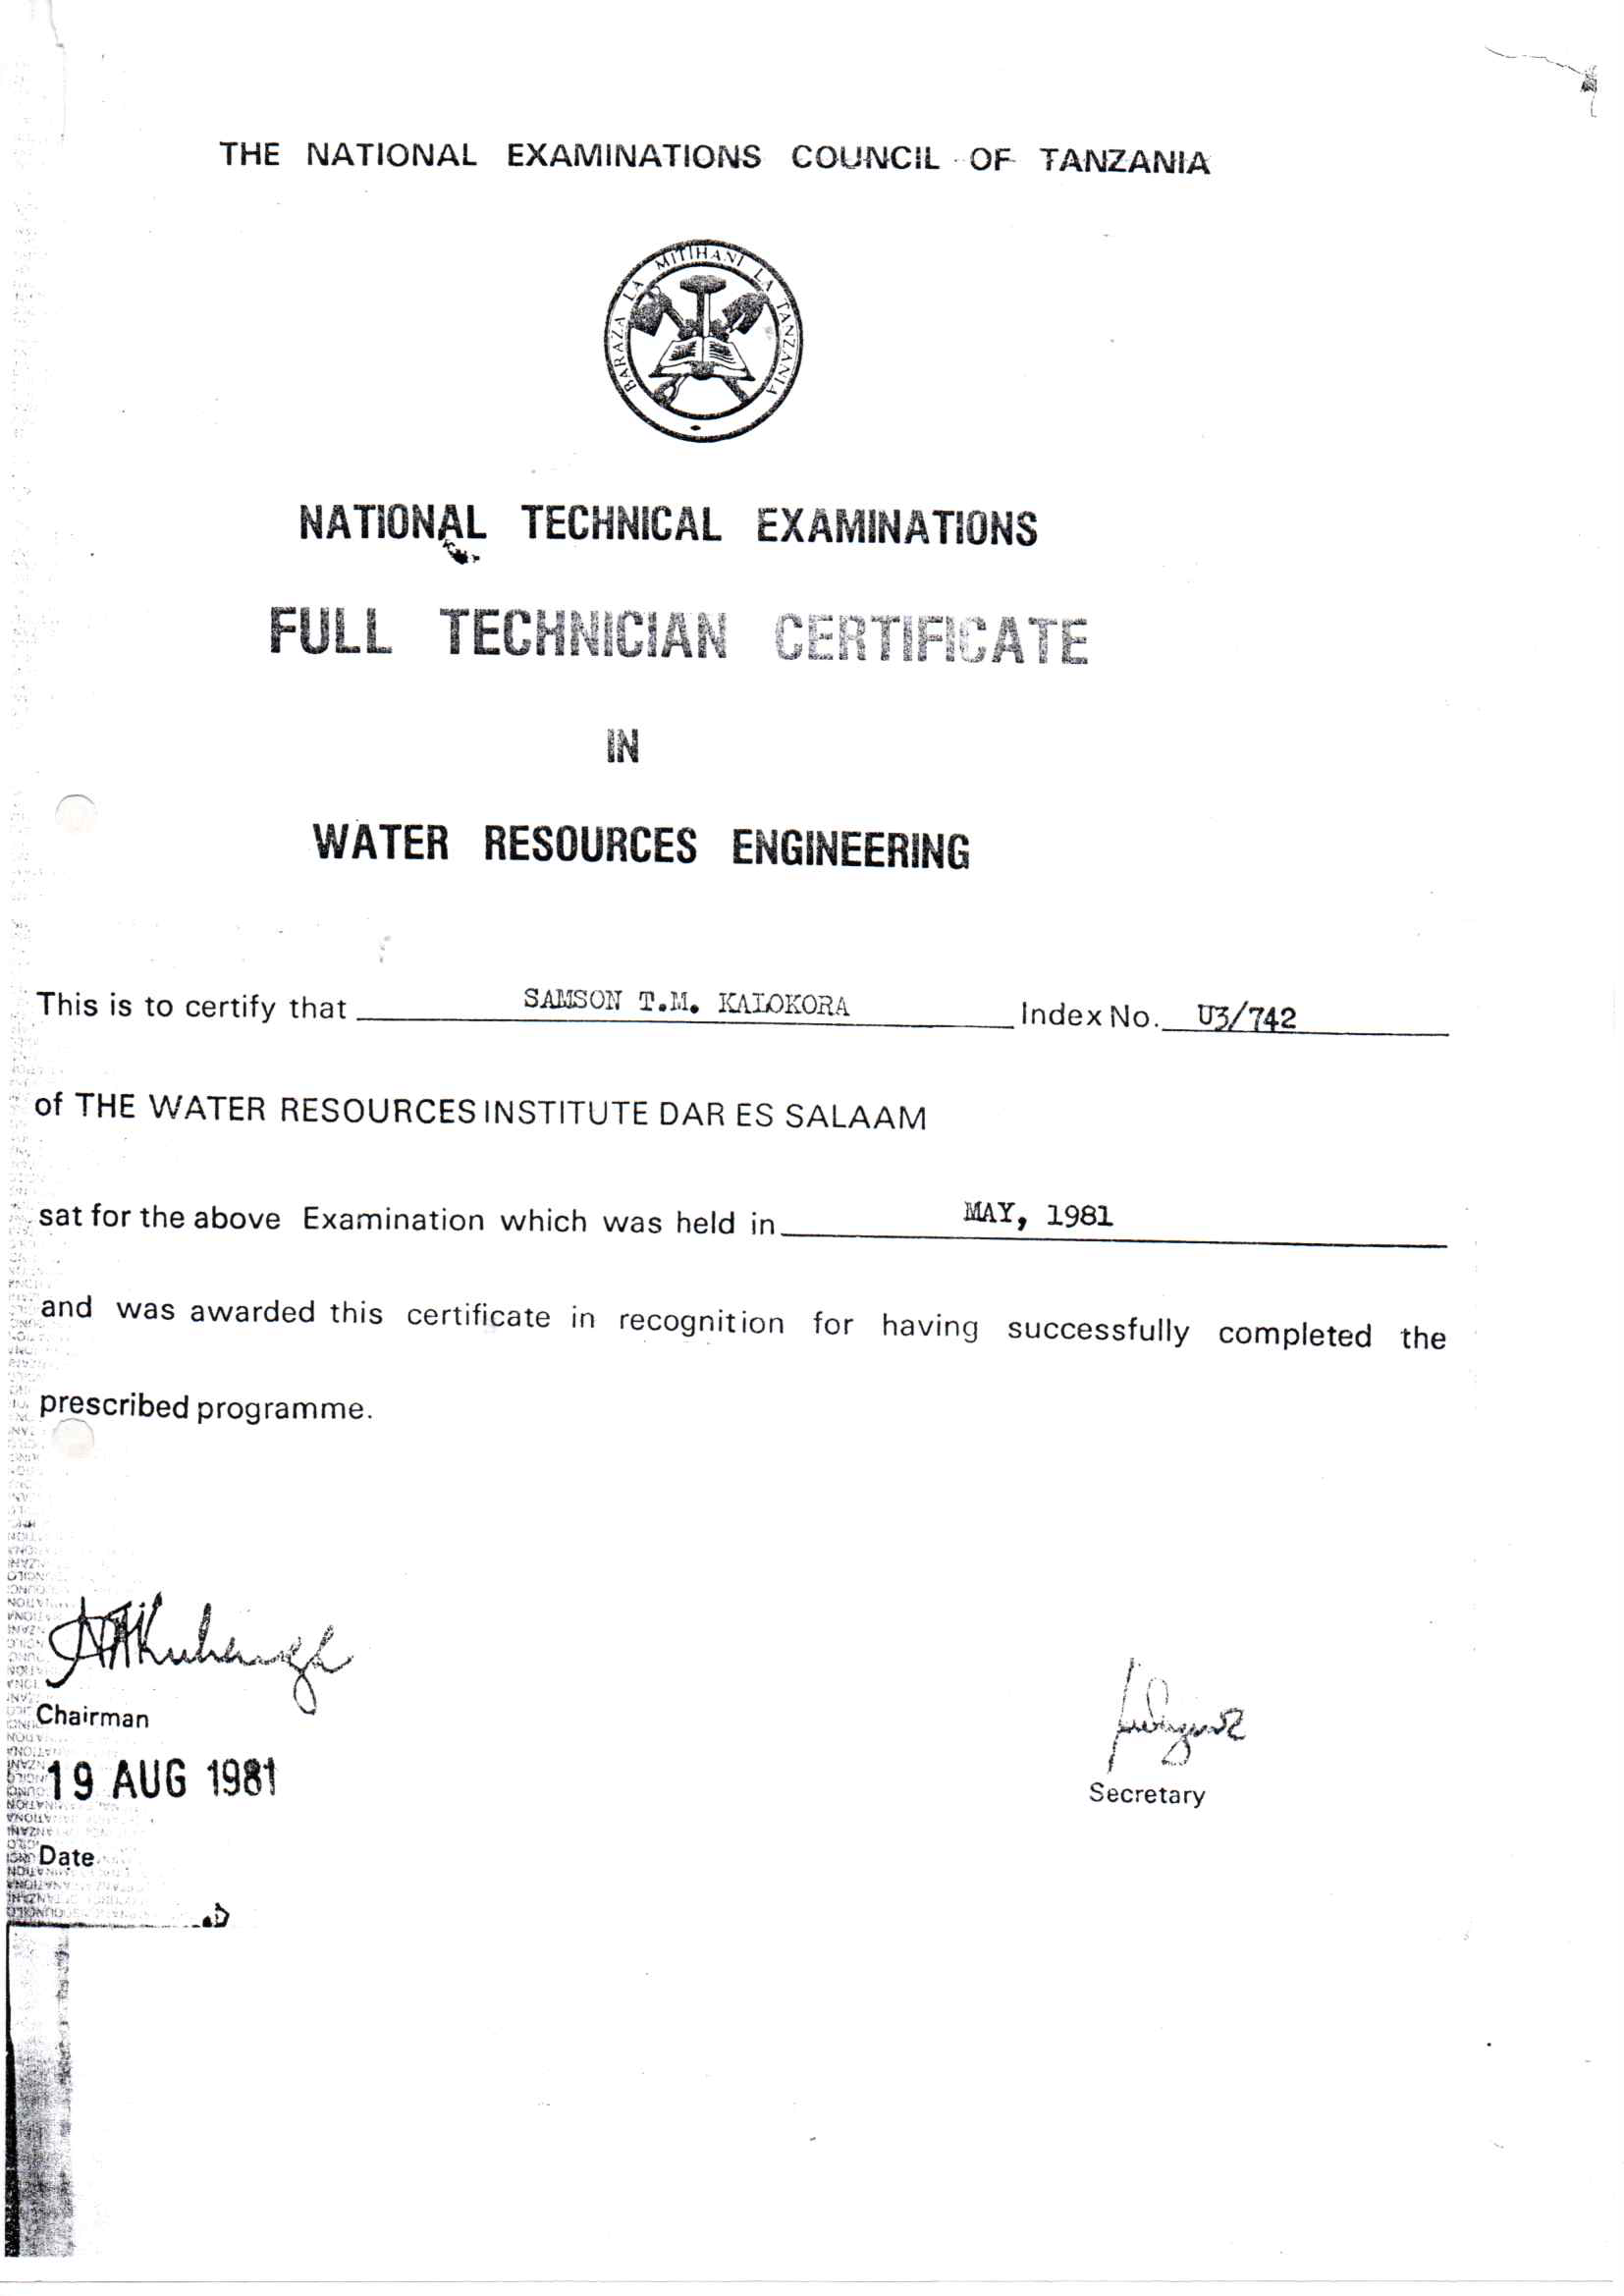 THE NATIONAL EXAMINATIONS COUNCIL OF TANZANIA
BARAZA LA MITIHANI LA TANZANIA
NATIONAL TECHNICAL EXAMINATIONS
FULL TECHNICIAN CERTIFICATE
IN
WATER RESOURCES ENGINEERING
This is to certify that SAMSON T.M. KALOKORA Index No. U3/742
of THE WATER RESOURCES INSTITUTE DAR ES SALAAM
sat for the above Examination which was held in MAY, 1981
and was awarded this certificate in recognition for having successfully completed the
prescribed programme.
Chairman
19 AUG 1981
Secretary
Date